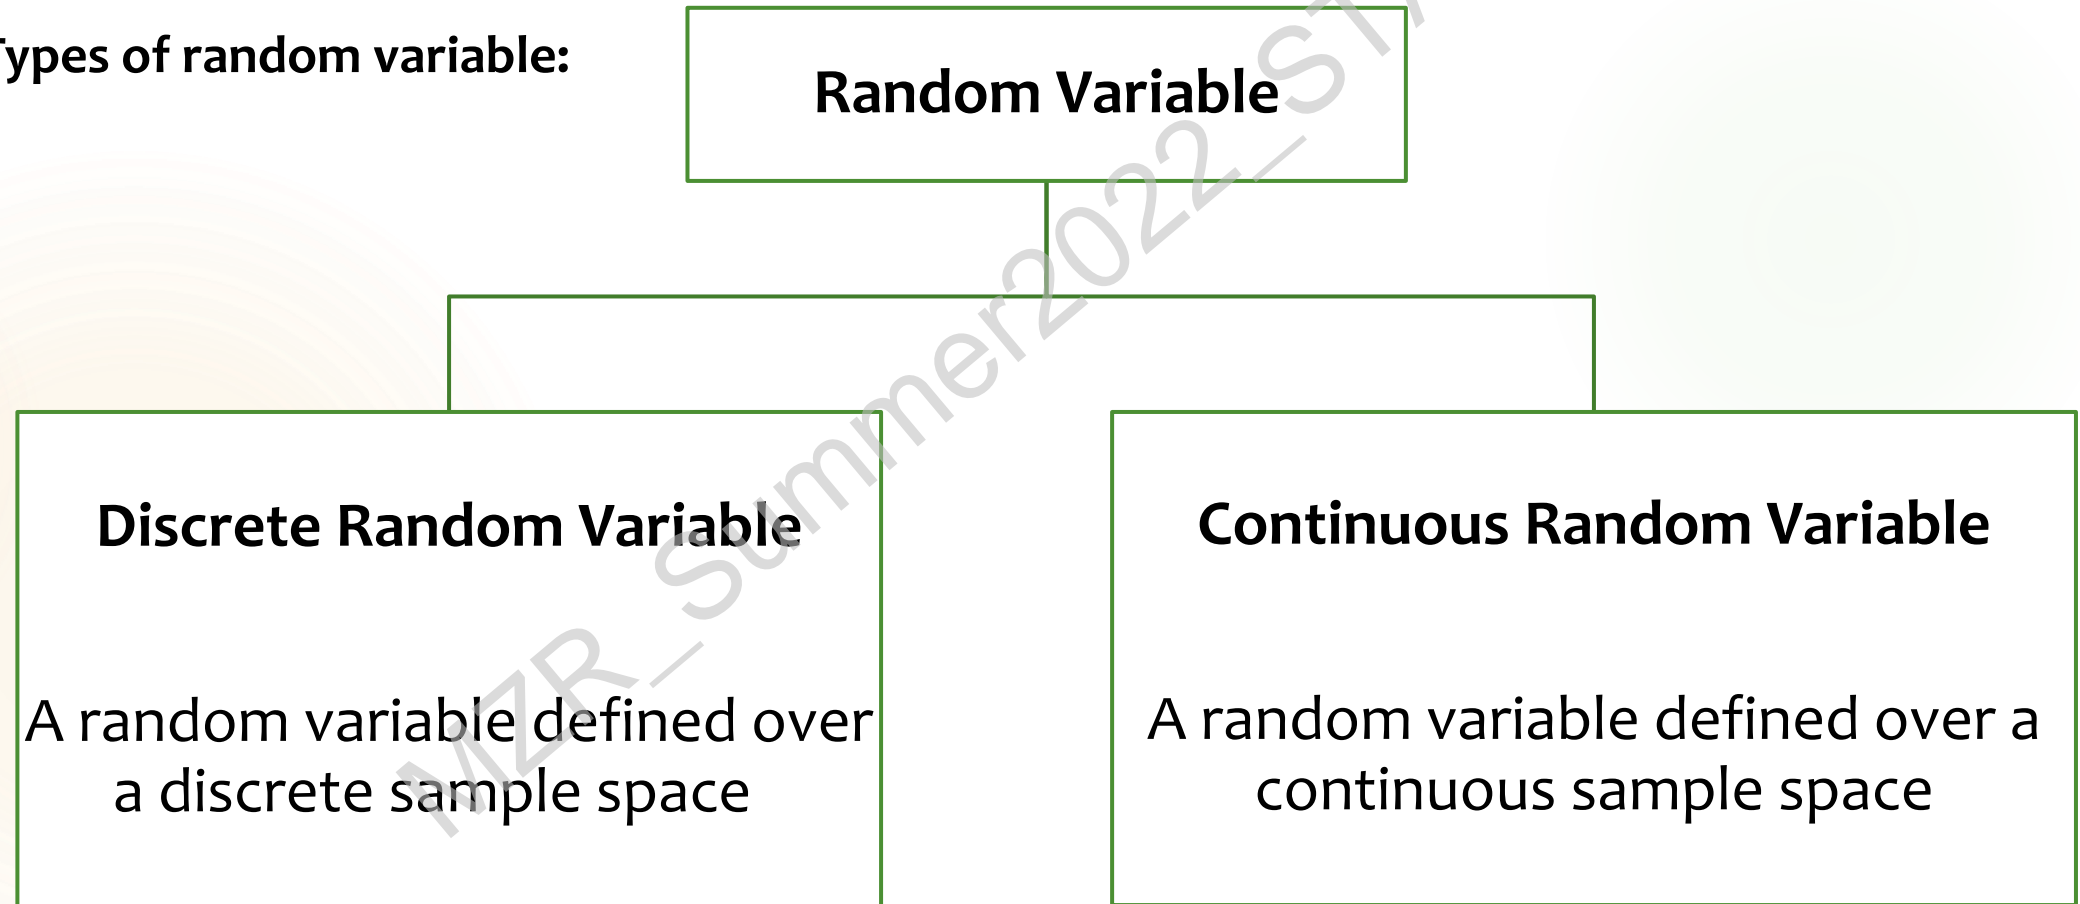 Types of random variable:
Random Variable
Discrete Random Variable
A random variable defined over
a discrete sample space
Continuous Random Variable
A random variable defined over a
continuous sample space
MZR_Summer2022_STA